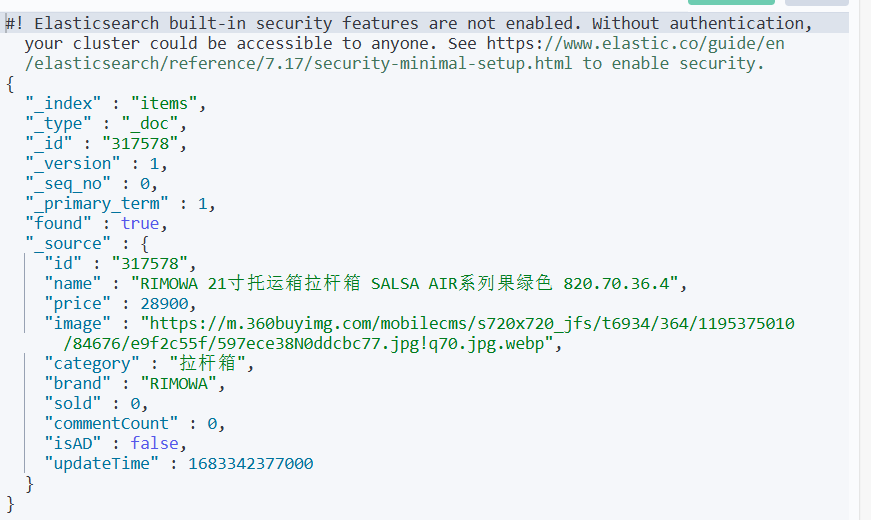 #! Elasticsearch built-in security features are not enabled. Without authentication,
your cluster could be accessible to anyone. See https://www.elastic.co/guide/en
/elasticsearch/reference/7.17/security-minimal-setup.html to enable security.
{
"_index" : "items",
"_type" : "_doc",
"_id" : "317578",
"_version" : 1,
"_seq_no" : 0,
"_primary_term" : 1,
"found" : true,
"_source" : {
"id" : "317578",
"name" : "RIMOWA 21寸托运箱拉杆箱 SALSA AIR系列果绿色 820.70.36.4",
"price" : 28900,
"image" : "https://m.360buyimg.com/mobilecms/s720x720_jfs/t6934/364/1195375010
/84676/e9f2c55f/597ece38N0ddcbc77.jpg!q70.jpg.webp",
"category" : "拉杆箱",
"brand" : "RIMOWA",
"sold" : 0,
"commentCount" : 0,
"isAD" : false,
"updateTime" : 1683342377000
}
}